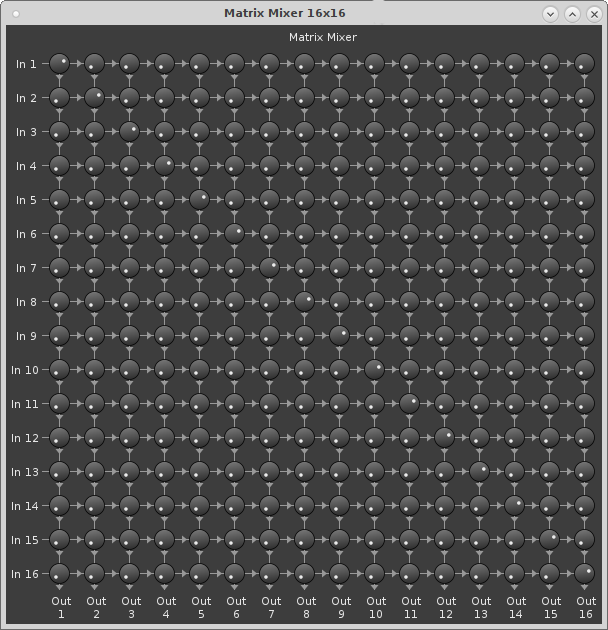 Matrix Mixer 16x16
Matrix Mixer
In 1
In 2
In 3
In 4
In 5
In 6
In 7
In 8
In 9
In 10
In 11
In 12
In 13
In 14
In 15
In 16
Out Out Out Out Out Out Out Out Out Out Out Out Out Out Out Out
1 2 3 4 5 6 7 8 9 10 11 12 13 14 15 16